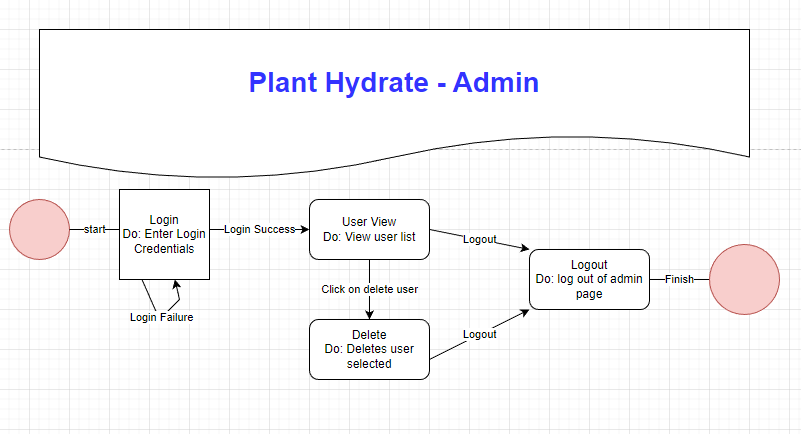 Plant Hydrate - Admin
start
Login
Do: Enter Login
Credentials
Login Success
Login Failure
User View
Do: View user list
Click on delete user
Delete
Do: Deletes user
selected
Logout
Logout
Logout
Do: log out of admin
page
Finish